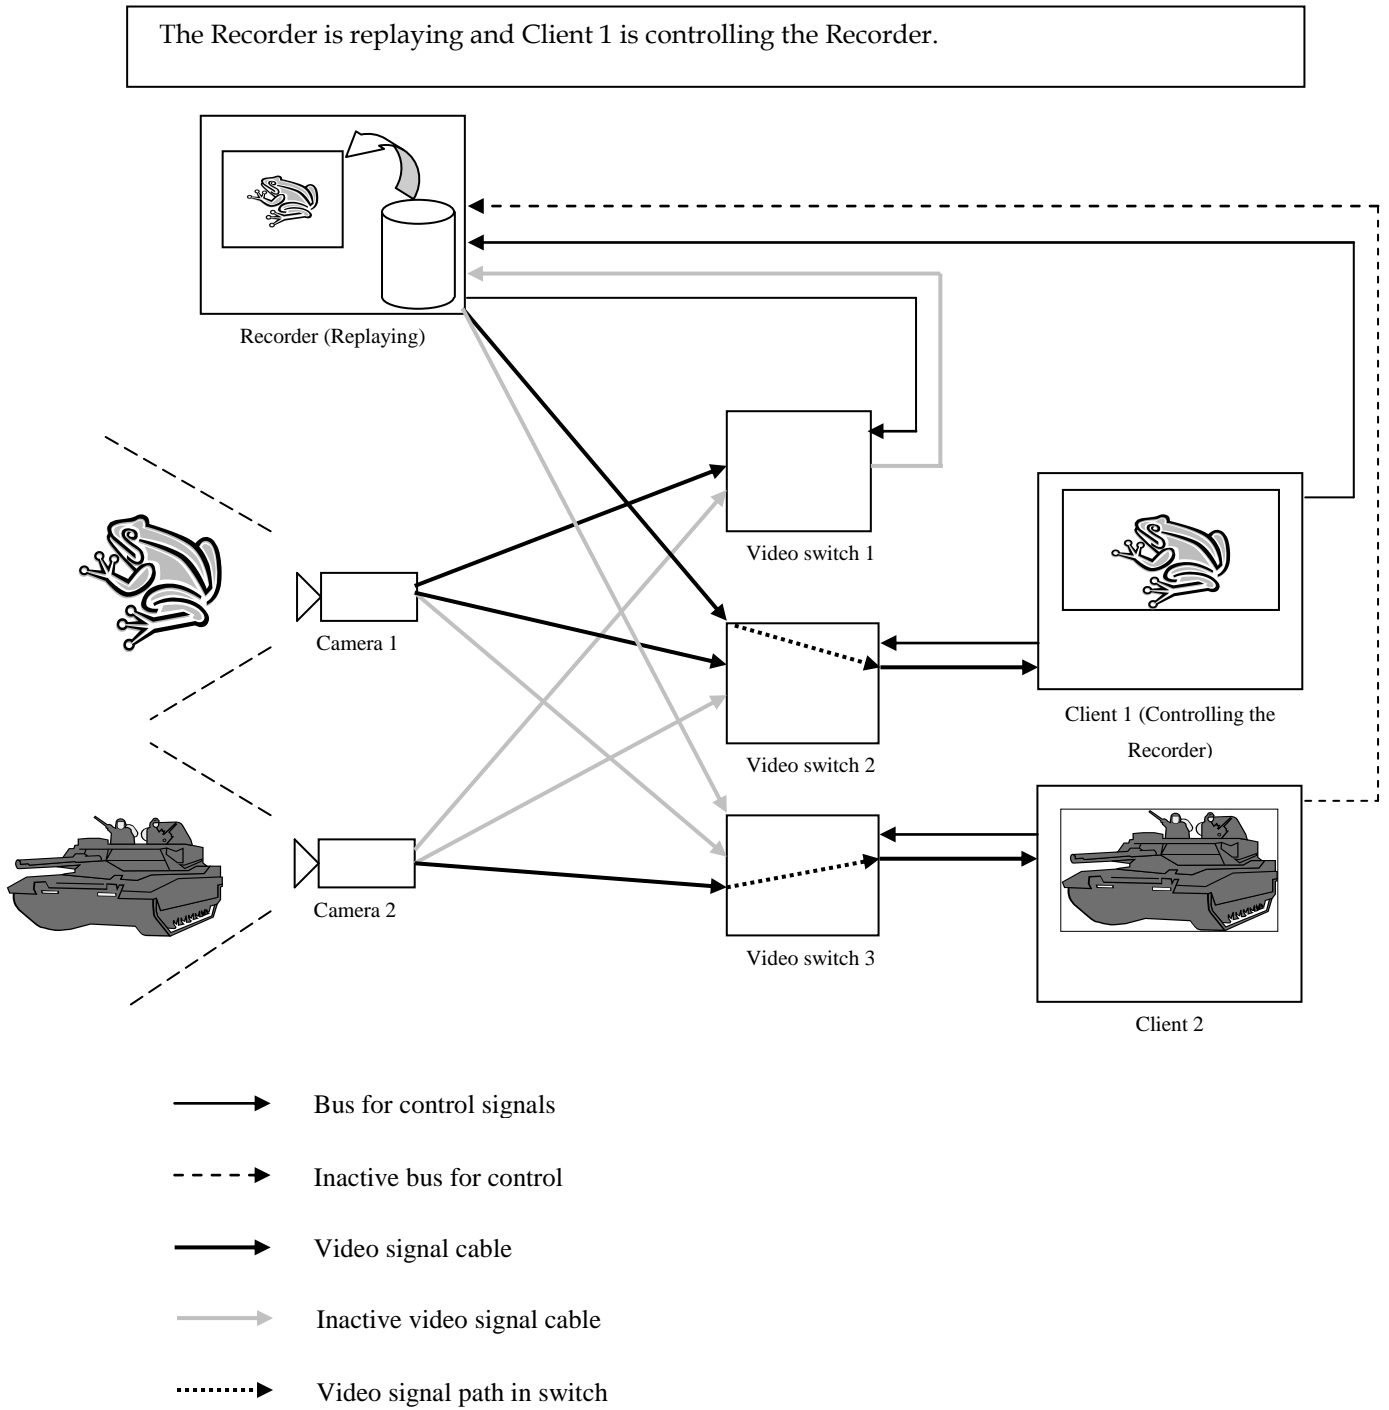 The Recorder is replaying and Client 1 is controlling the Recorder.
Recorder (Replaying)
Video switch 1
Camera 1
Client 1 (Controlling the
Recorder)
Video switch 2
Camera 2
Video switch 3
Client 2
Bus for control signals
Inactive bus for control
Video signal cable
Inactive video signal cable
Video signal path in switch